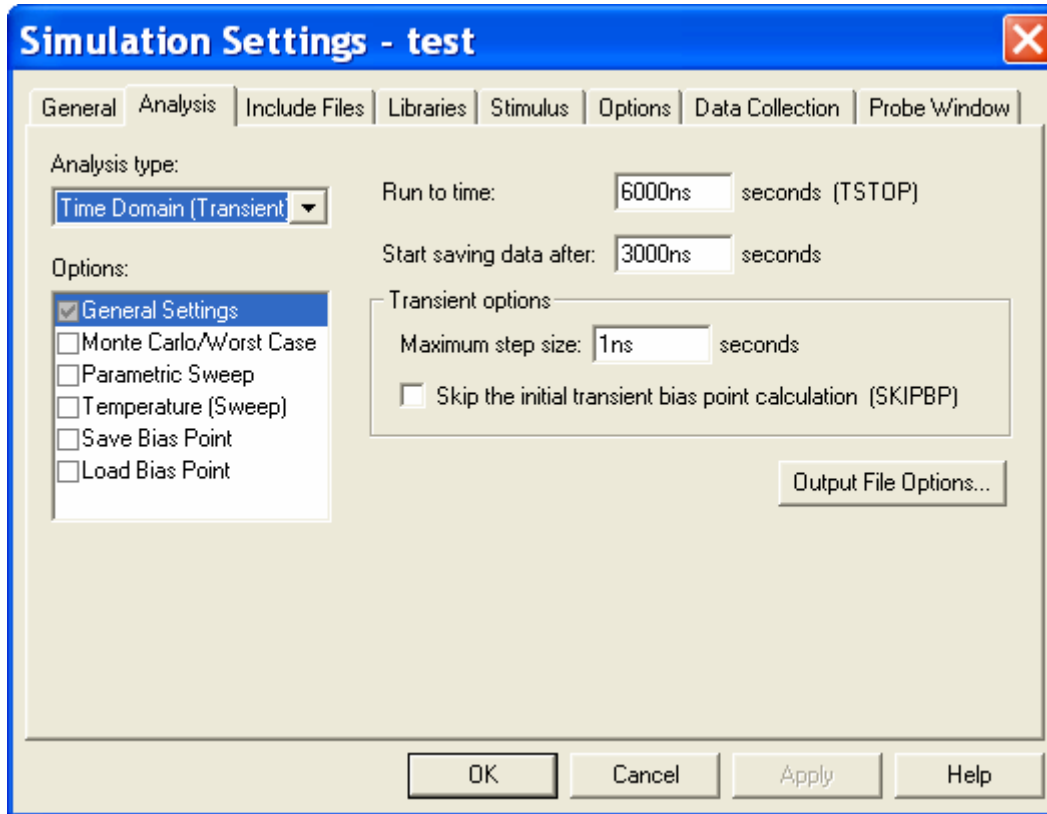 Simulation Settings - test
General Analysis Include Files Libraries Stimulus Options Data Collection Probe Window
Analysis type:
Time Domain (Transient)
Run to time: 6000ns seconds (TSTOP)
Start saving data after: 3000ns seconds
Options:
General Settings
Monte Carlo/Worst Case
Parametric Sweep
Temperature (Sweep)
Save Bias Point
Load Bias Point
Transient options
Maximum step size: 1ns seconds
Skip the initial transient bias point calculation (SKIPBP)
Output File Options...
OK Cancel Apply Help